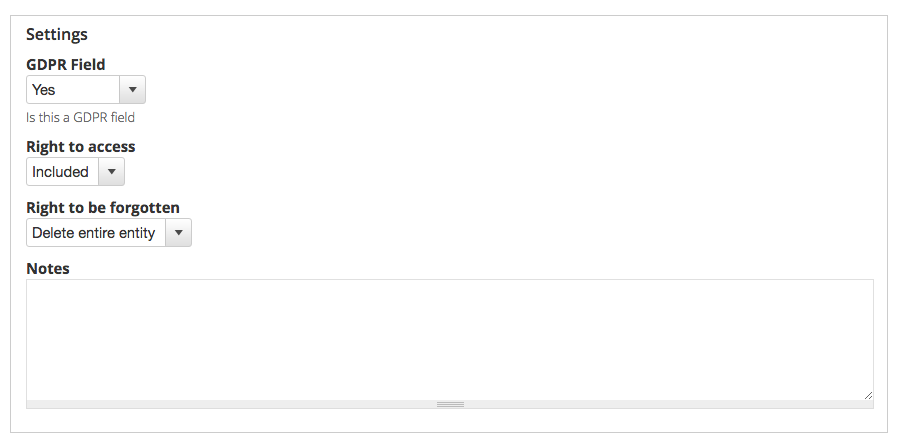 Settings
GDPR Field
Yes
Is this a GDPR field
Right to access
Included
Right to be forgotten
Delete entire entity
Notes